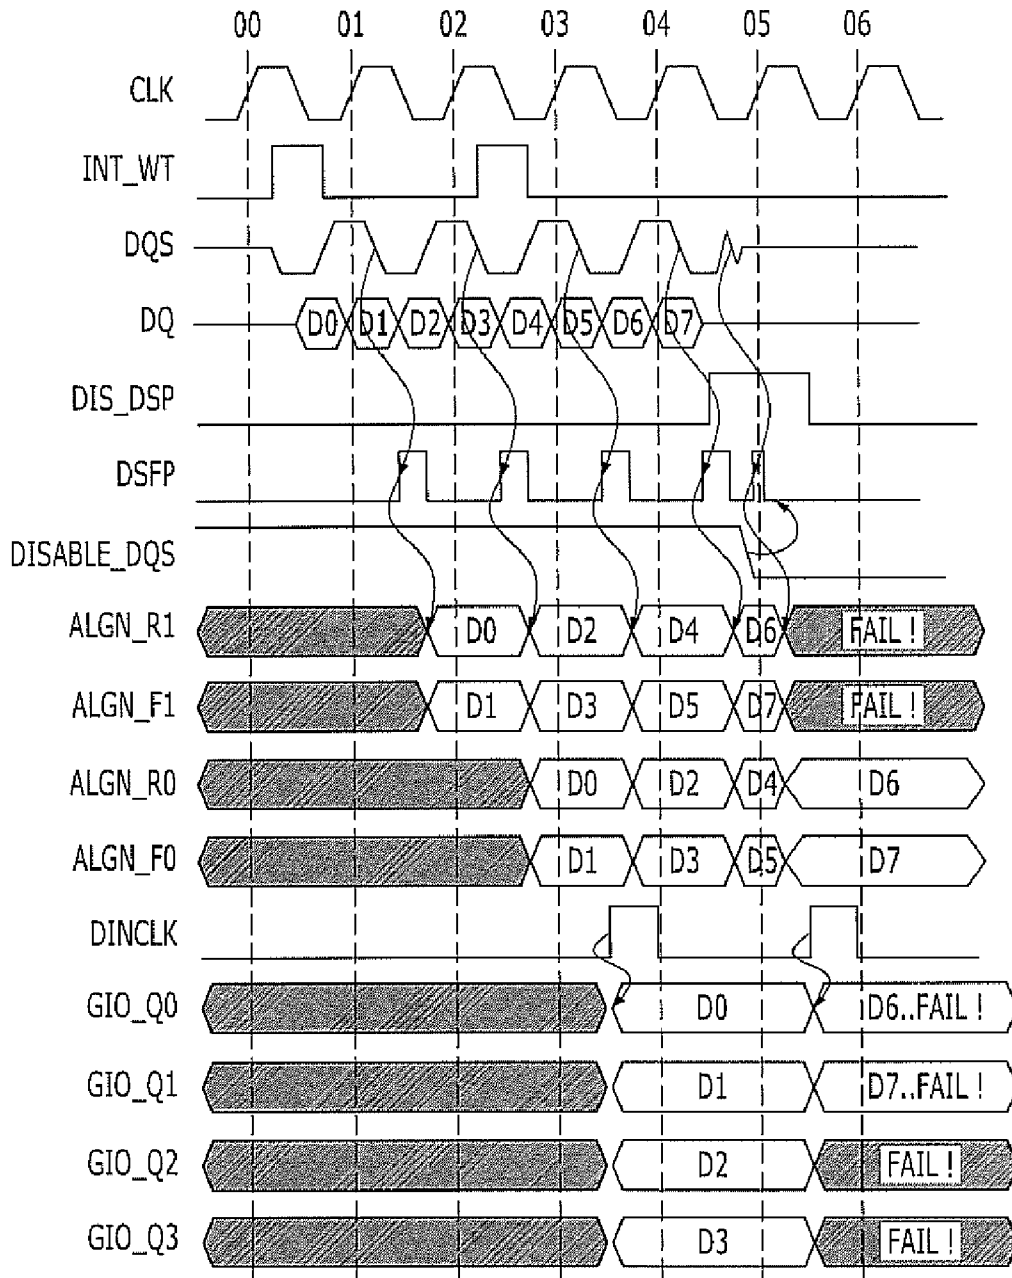 00 01 02 03 04 05 06
CLK
INT_WT
DQS
DQ D0 D1 D2 D3 D4 D5 D6 D7
DIS_DSP
DSFP
DISABLE_DQS
ALGN_R1 D0 D2 D4 D6 FAIL !
ALGN_F1 D1 D3 D5 D7 FAIL !
ALGN_R0 D0 D2 D4 D6
ALGN_F0 D1 D3 D5 D7
DINCLK
GIO_Q0 D0 D6..FAIL !
GIO_Q1 D1 D7..FAIL !
GIO_Q2 D2 FAIL !
GIO_Q3 D3 FAIL !